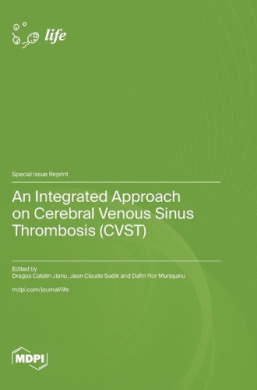 life
Special Issue Reprint
An Integrated Approach
on Cerebral Venous Sinus
Thrombosis (CVST)
Edited by
Dragos Catalin Jianu, Jean Claude Sadik and Dafin Fior Mureșanu
mdpi.com/journal/life
MDPI